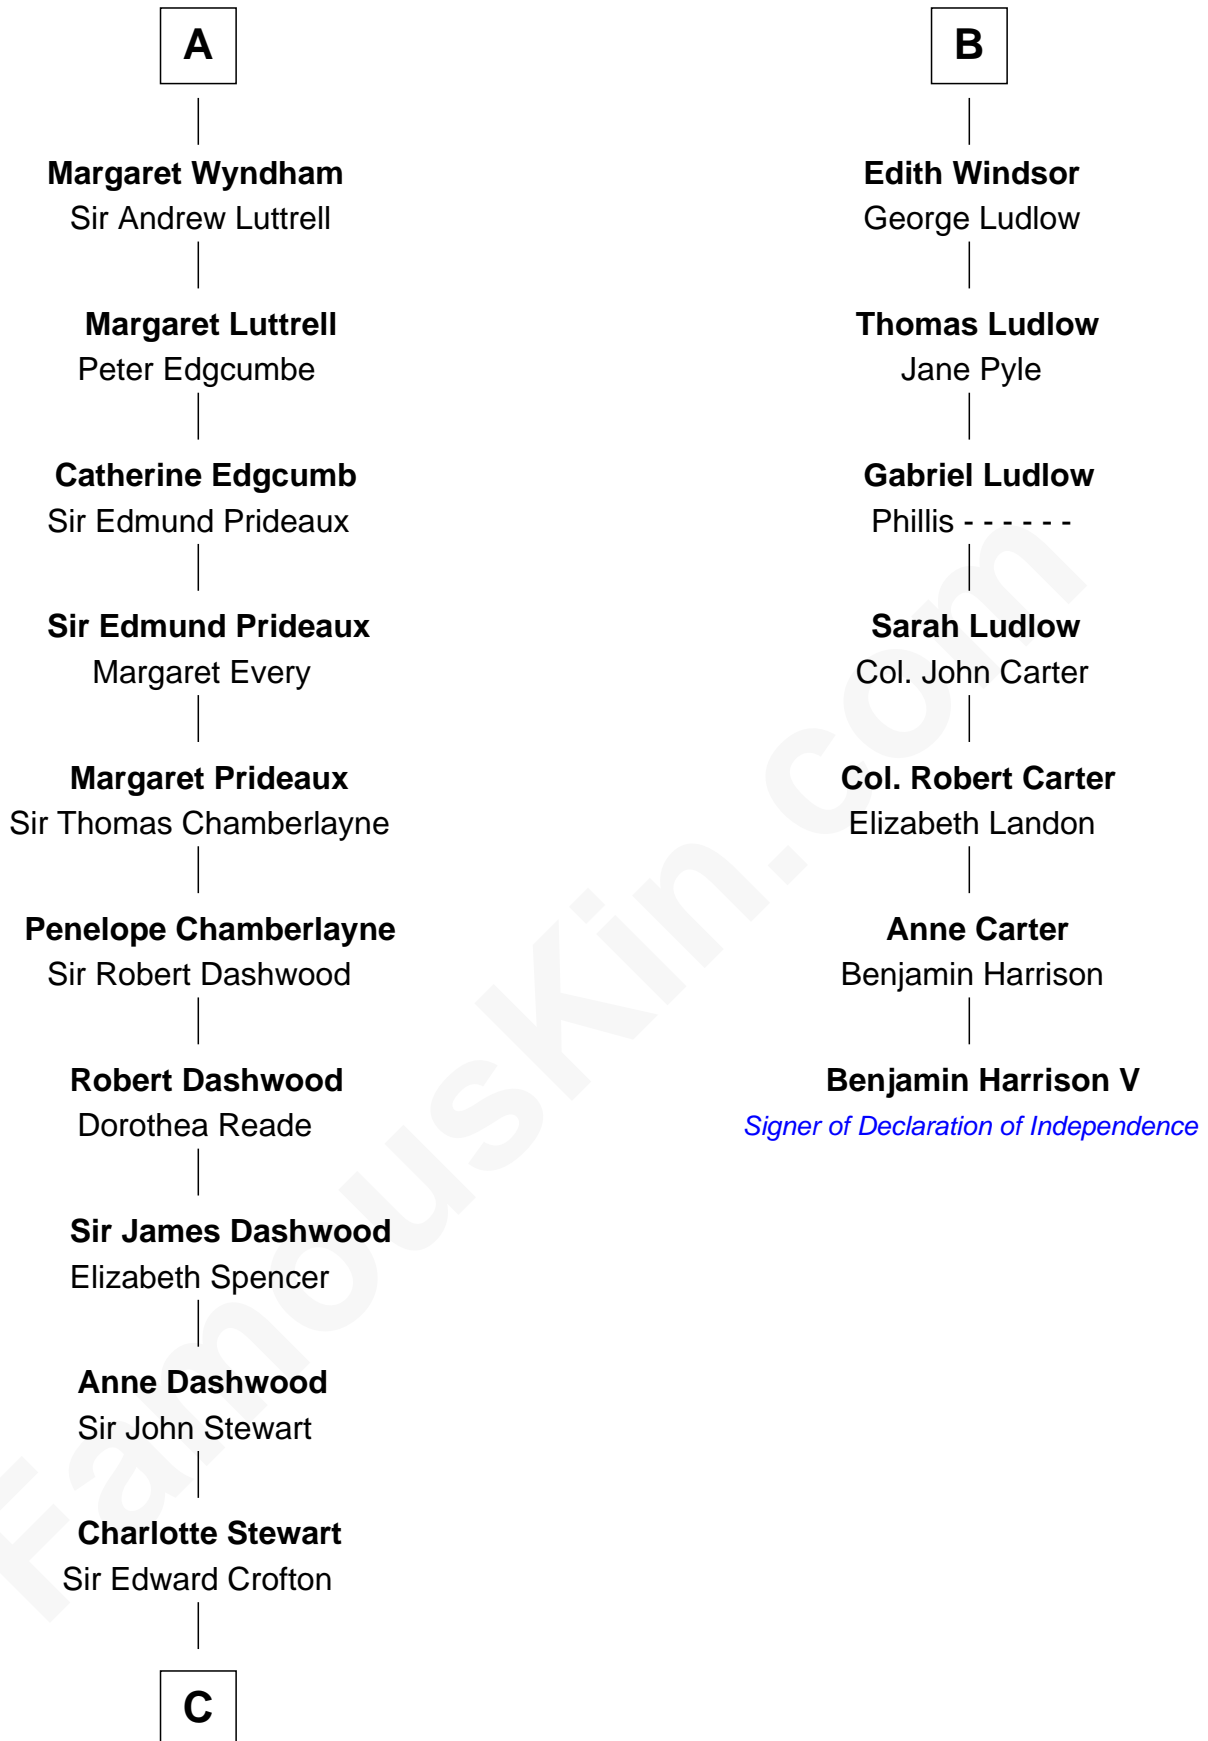 A
Margaret Wyndham
Sir Andrew Luttrell
Margaret Luttrell
Peter Edgcumbe
Catherine Edgcumb
Sir Edmund Prideaux
Sir Edmund Prideaux
Margaret Every
Margaret Prideaux
Sir Thomas Chamberlayne
Penelope Chamberlayne
Sir Robert Dashwood
Robert Dashwood
Dorothea Reade
Sir James Dashwood
Elizabeth Spencer
Anne Dashwood
Sir John Stewart
Charlotte Stewart
Sir Edward Crofton
C
B
Edith Windsor
George Ludlow
Thomas Ludlow
Jane Pyle
Gabriel Ludlow
Phillis - - - - - -
Sarah Ludlow
Col. John Carter
Col. Robert Carter
Elizabeth Landon
Anne Carter
Benjamin Harrison
Benjamin Harrison V
Signer of Declaration of Independence
FamousKin.com